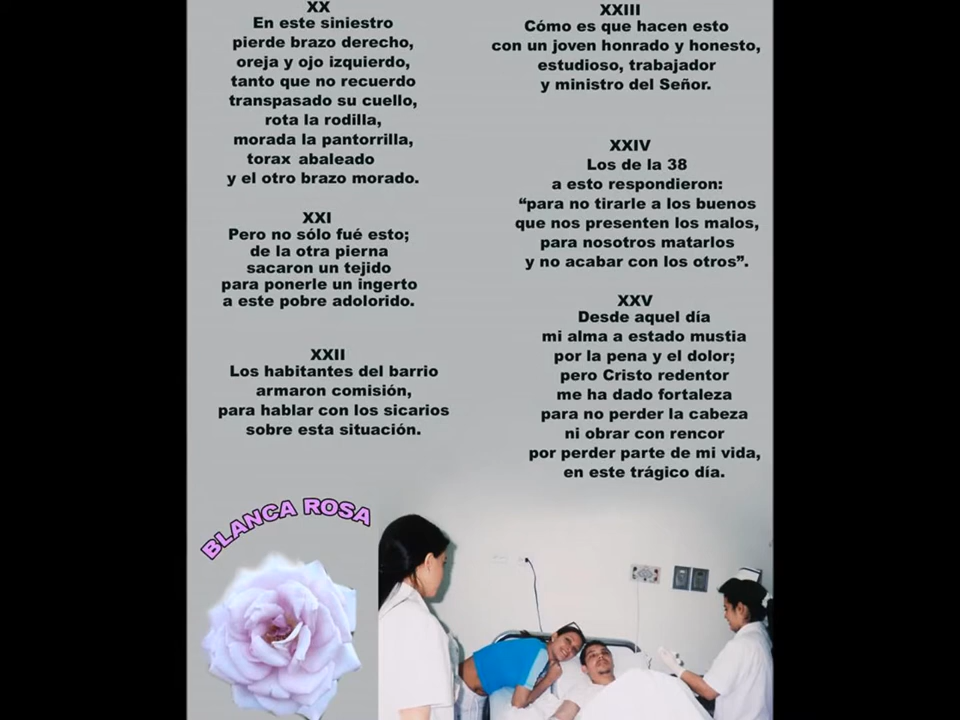 XX
En este siniestro
pierde brazo derecho,
oreja y ojo izquierdo,
tanto que no recuerdo
transpasado su cuello,
rota la rodilla,
morada la pantorrilla,
torax abaleado
y el otro brazo morado.
XXI
Pero no sólo fué esto;
de la otra pierna
sacaron un tejido
para ponerle un ingerto
a este pobre adolorido.
XXII
Los habitantes del barrio
armaron comisión,
para hablar con los sicarios
sobre esta situación.
XXIII
Cómo es que hacen esto
con un joven honrado y honesto,
estudioso, trabajador
y ministro del Señor.
XXIV
Los de la 38
a esto respondieron:
“para no tirarle a los buenos
que nos presenten los malos,
para nosotros matarlos
y no acabar con los otros”.
XXV
Desde aquel día
mi alma a estado mustia
por la pena y el dolor;
pero Cristo redentor
me ha dado fortaleza
para no perder la cabeza
ni obrar con rencor
por perder parte de mi vida,
en este trágico día.
BLANCA ROSA